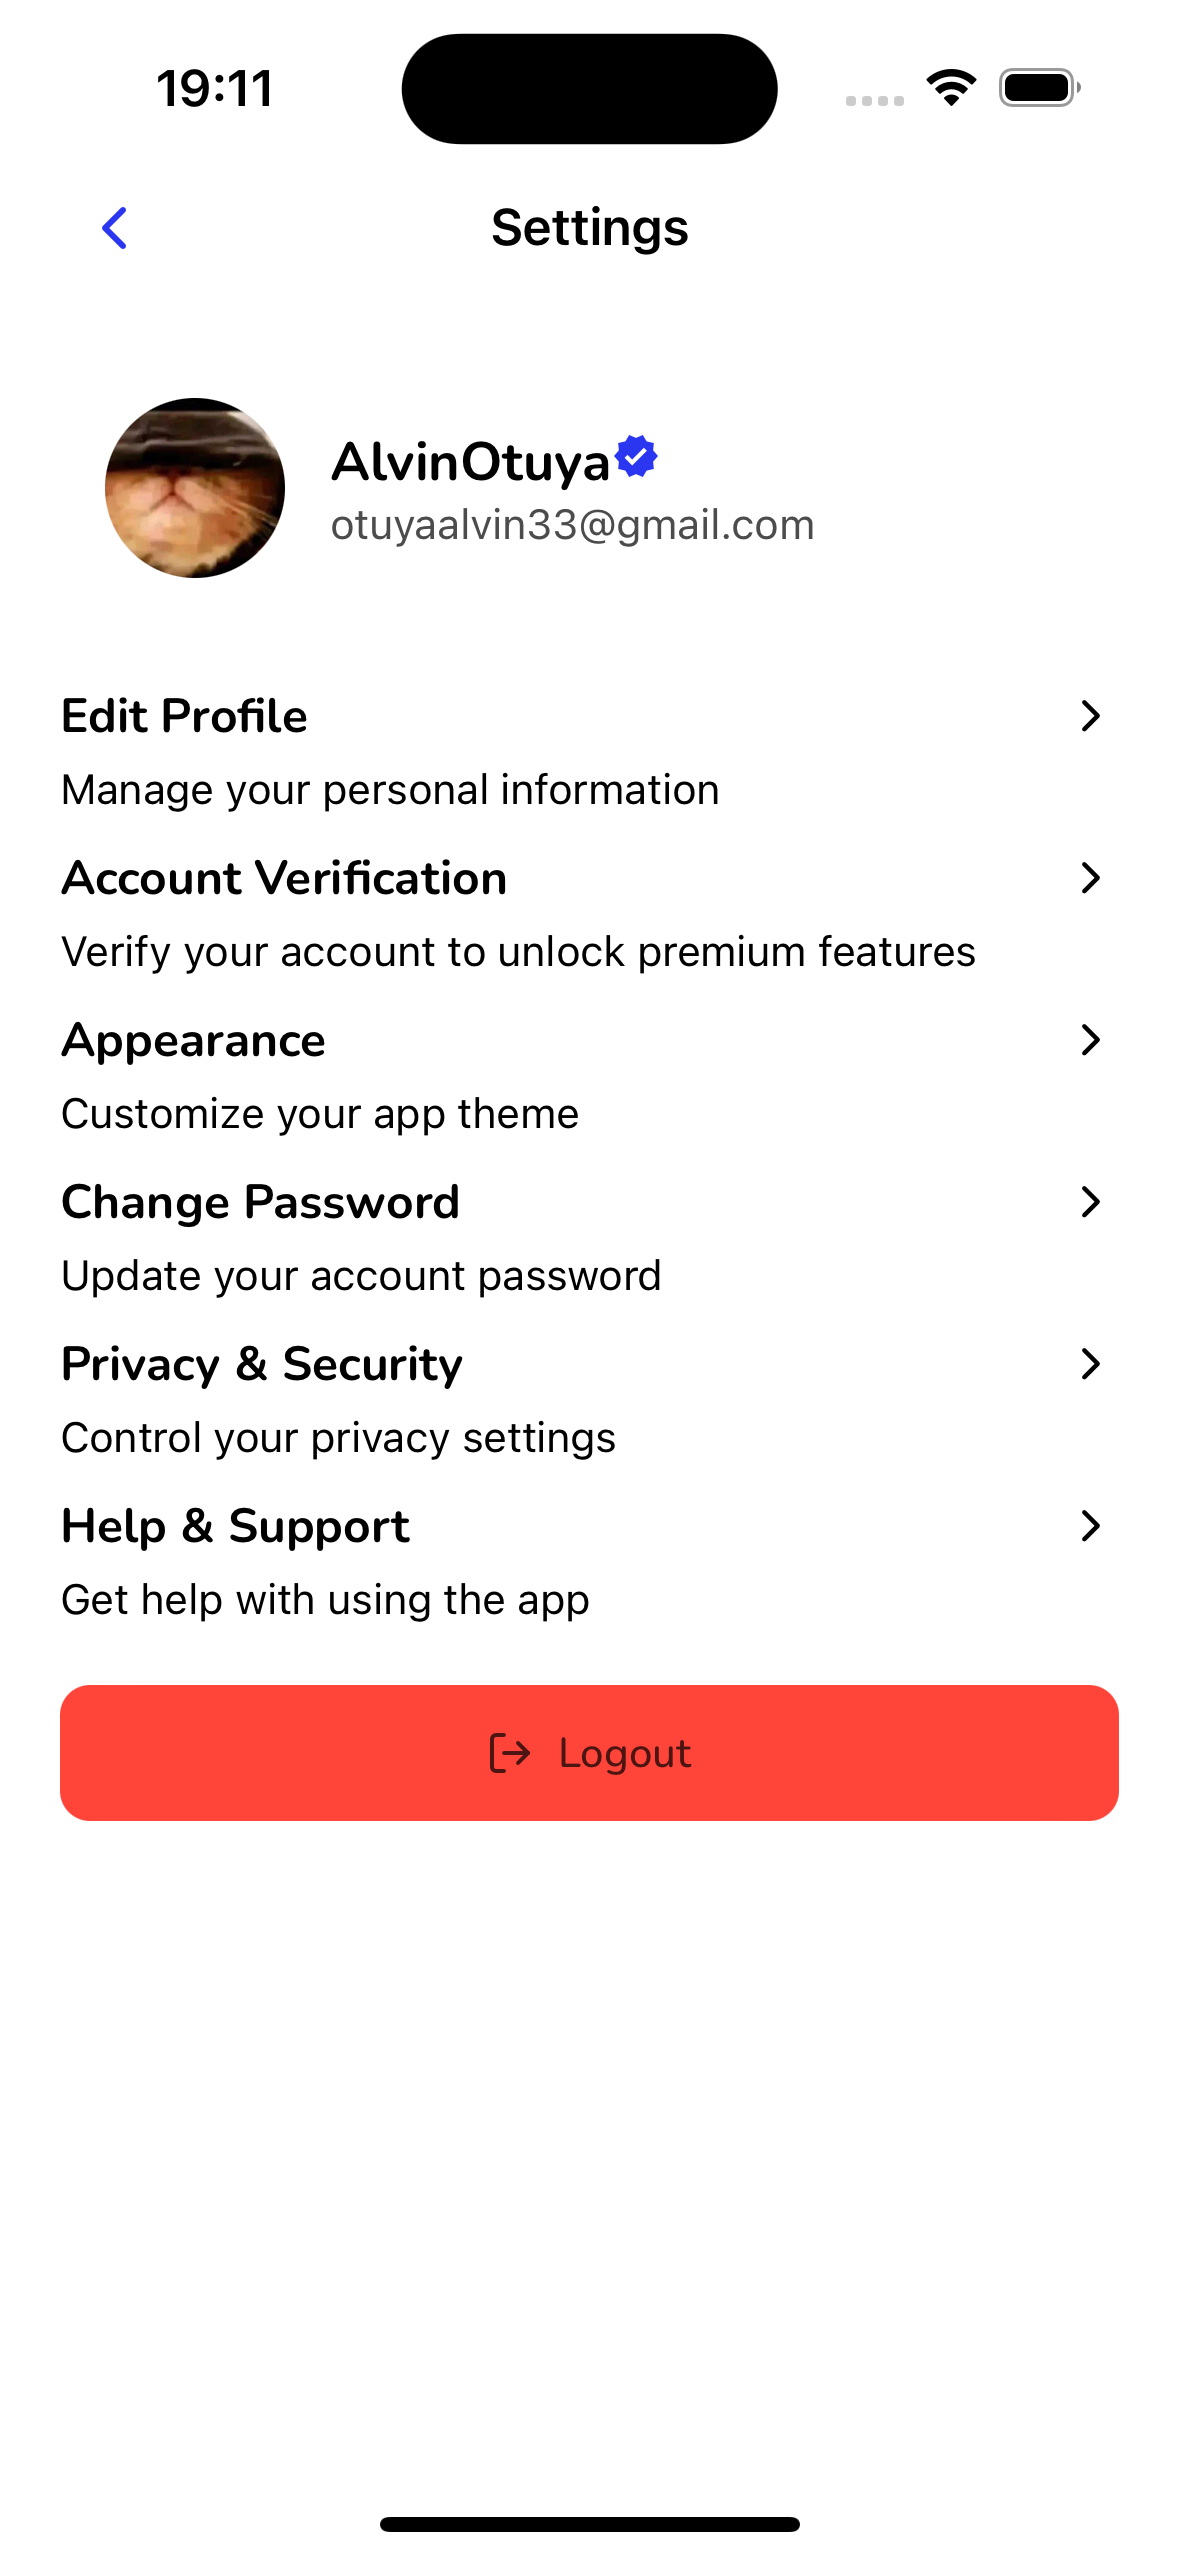 19:11
Settings
AlvinOtuya
otuyaalvin33@gmail.com
Edit Profile
Manage your personal information
Account Verification
Verify your account to unlock premium features
Appearance
Customize your app theme
Change Password
Update your account password
Privacy & Security
Control your privacy settings
Help & Support
Get help with using the app
Logout